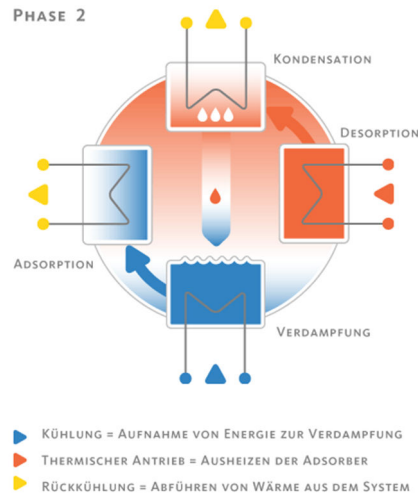 PHASE 2
KONDENSATION
DESORPTION
ADSORPTION
VERDAMPFUNG
KÜHLUNG = AUFNAHME VON ENERGIE ZUR VERDAMPFUNG
THERMISCHER ANTRIEB = AUSHEIZEN DER ADSORBER
RÜCKKÜHLUNG = ABFÜHREN VON WÄRME AUS DEM SYSTEM